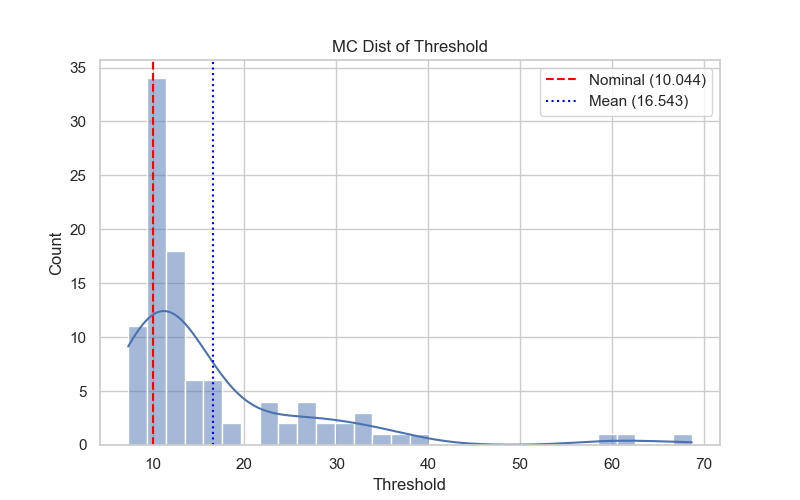 MC Dist of Threshold
Nominal (10.044)
Mean (16.543)
35
30
25
20
15
10
5
0
Count
10 20 30 40 50 60 70
Threshold